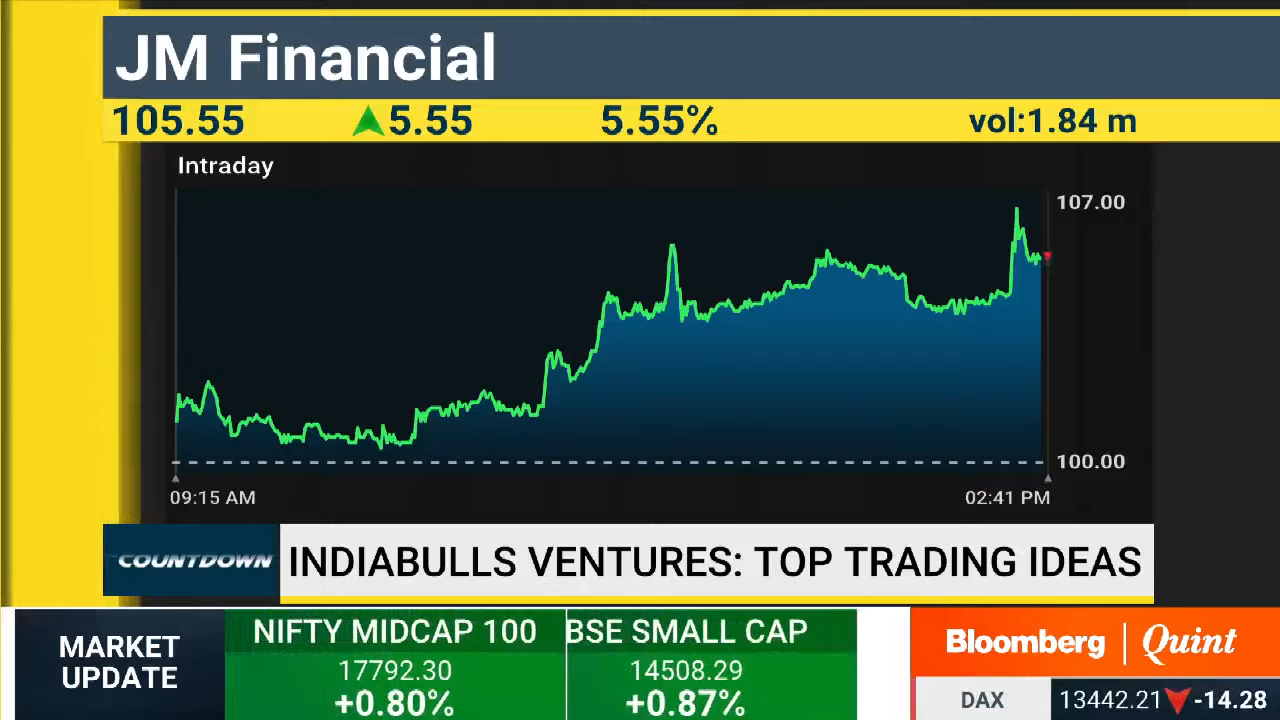 JM Financial
105.55 ▲5.55 5.55% vol:1.84 m
Intraday
107.00
100.00
09:15 AM 02:41 PM
COUNTDOWN
INDIABULLS VENTURES: TOP TRADING IDEAS
MARKET
UPDATE
NIFTY MIDCAP 100
17792.30
+0.80%
BSE SMALL CAP
14508.29
+0.87%
Bloomberg | Quint
DAX 13442.21 ▼ -14.28